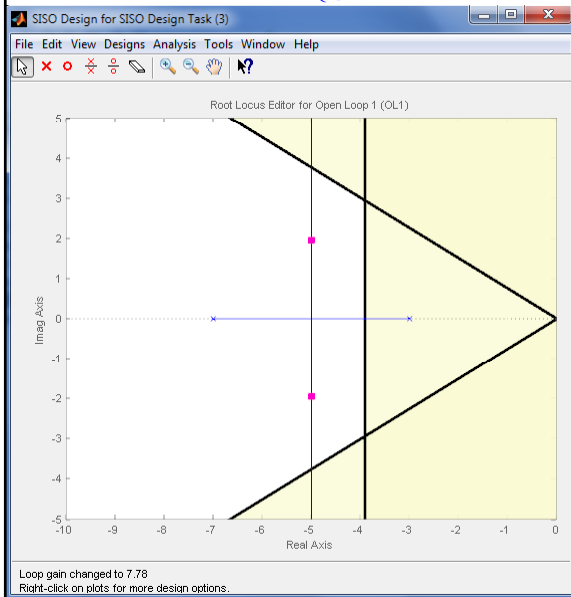 SISO Design for SISO Design Task (3)
File Edit View Designs Analysis Tools Window Help
Root Locus Editor for Open Loop 1 (OL1)
5
4
3
2
1
0
-1
-2
-3
-4
-5
Imag Axis
-10 -9 -8 -7 -6 -5 -4 -3 -2 -1 0
Real Axis
Loop gain changed to 7.78
Right-click on plots for more design options.